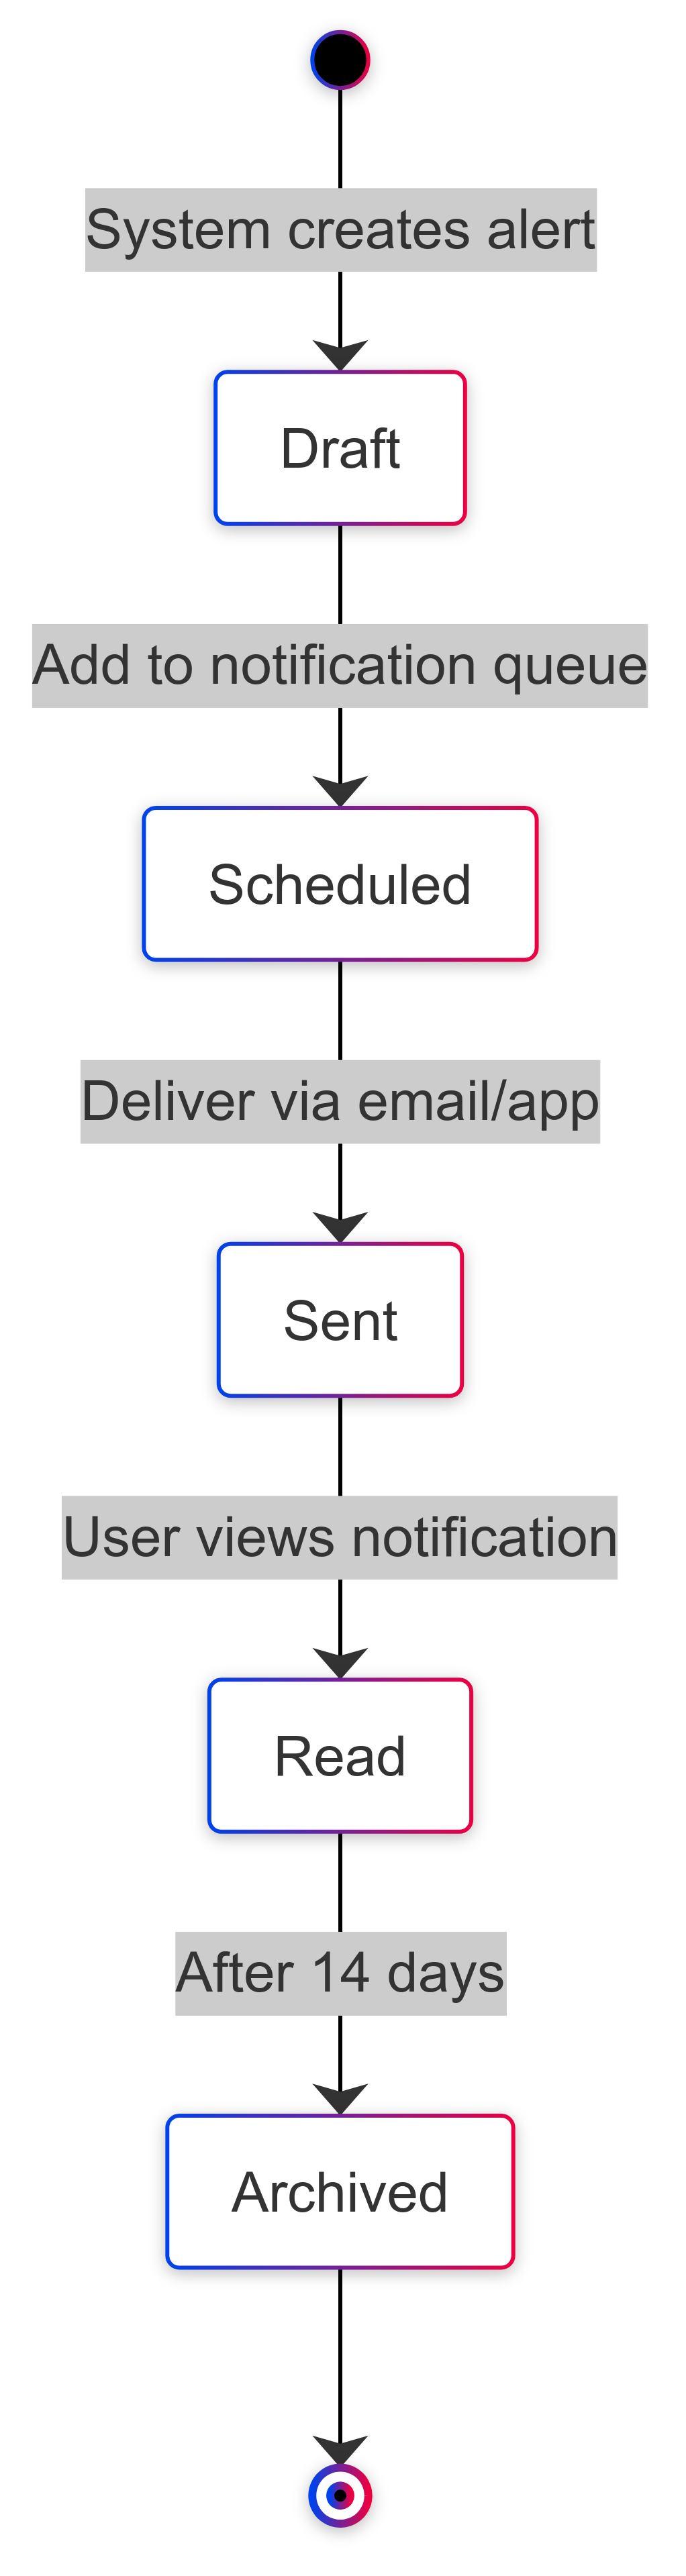 System creates alert
Draft
Add to notification queue
Scheduled
Deliver via email/app
Sent
User views notification
Read
After 14 days
Archived